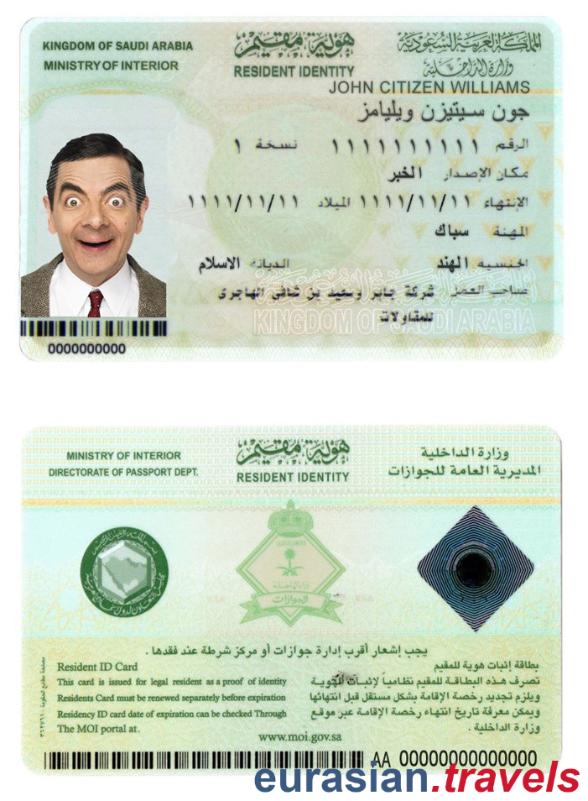 KINGDOM OF SAUDI ARABIA
MINISTRY OF INTERIOR
هوية مقيم
RESIDENT IDENTITY
المملكة العربية السعودية
وزارة الداخلية
JOHN CITIZEN WILLIAMS
جون سيتيزن ويليامز
الرقم ١١١١١١١١١١ نسخة ١
مكان الإصدار الخبر
الإنتهاء ١١١١/١١/١١ الميلاد ١١١١/١١/١١
المهنة سباك
الجنسية الهند الديانة الاسلام
صاحب العمل شركة جابر وسعيد بن شافي الهاجري
للمقاولات
KINGDOM OF SAUDI ARABIA
0000000000
MINISTRY OF INTERIOR
DIRECTORATE OF PASSPORT DEPT.
هوية مقيم
RESIDENT IDENTITY
وزارة الداخلية
المديرية العامة للجوازات
الجوازات
يجب إشعار أقرب إدارة جوازات أو مركز شرطة عند فقدها.
Resident ID Card
This card is issued for legal resident as a proof of identity
Residents Card must be renewed separately before expiration
Residency ID card date of expiration can be checked Through
The MOI portal at.
www.moi.gov.sa
بطاقة إثبات هوية للمقيم
تصرف هذه البطاقة للمقيم نظامياً لإثبات الهوية
ويلزم تجديد رخصة الإقامة بشكل مستقل قبل انتهائها
ويمكن معرفة تاريخ انتهاء رخصة الإقامة عبر موقع
وزارة الداخلية.
AA 00000000000000
eurasian.travels